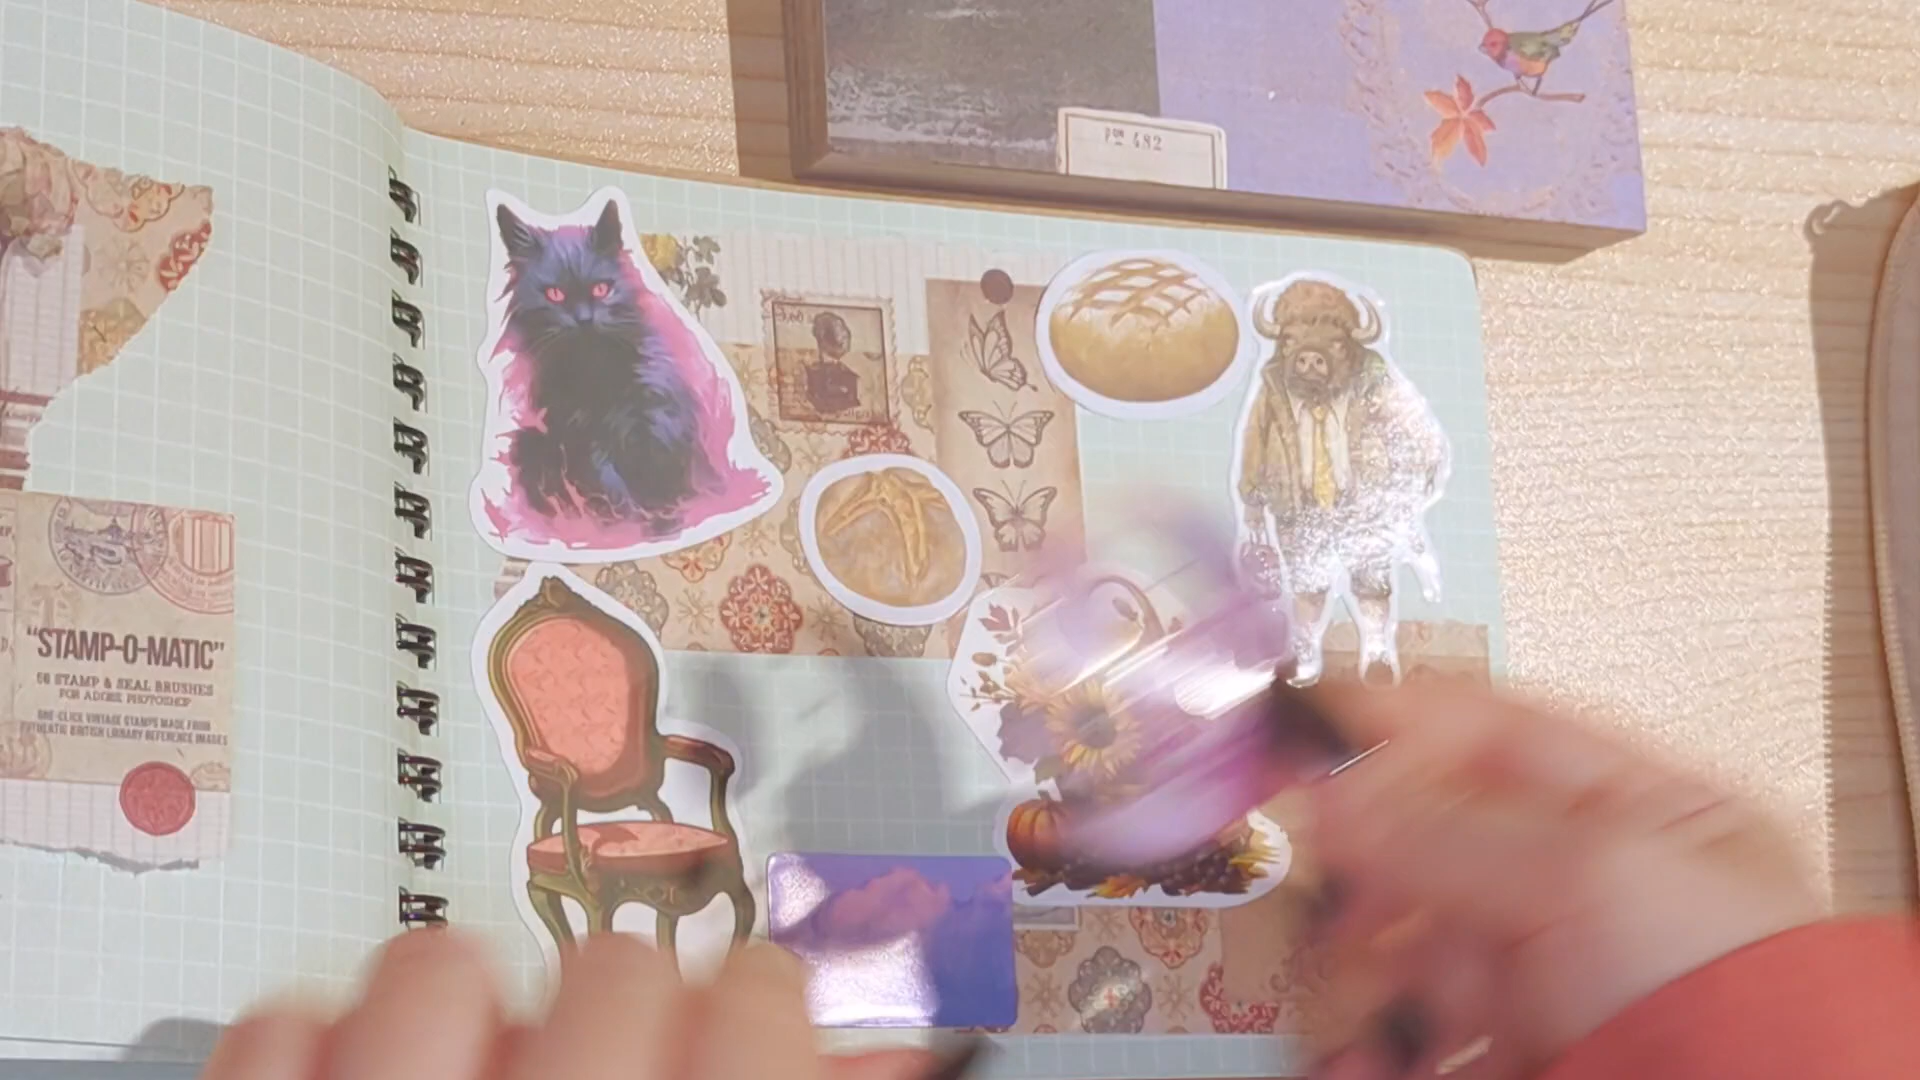 Nº 482
"STAMP-O-MATIC"
56 STAMP & SEAL BRUSHES
FOR ADOBE PHOTOSHOP
ONE-CLICK VINTAGE STAMPS MADE FROM
AUTHENTIC BRITISH LIBRARY REFERENCE IMAGES